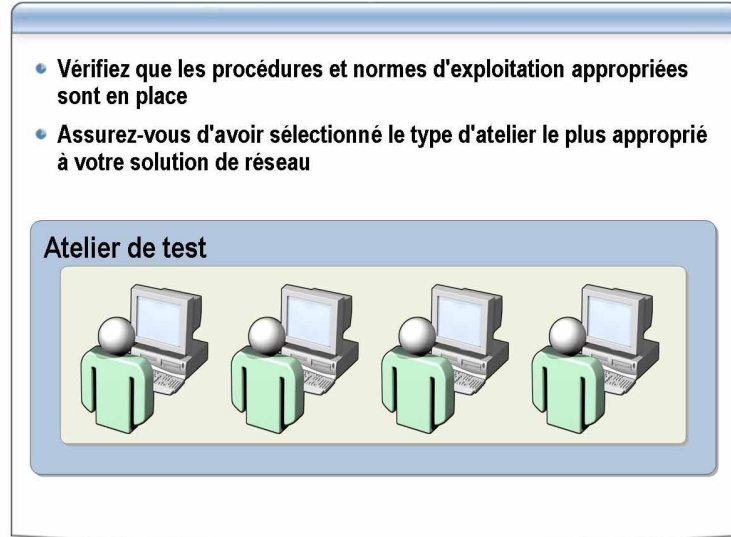 Vérifiez que les procédures et normes d'exploitation appropriées
sont en place
Assurez-vous d'avoir sélectionné le type d'atelier le plus approprié
à votre solution de réseau
Atelier de test